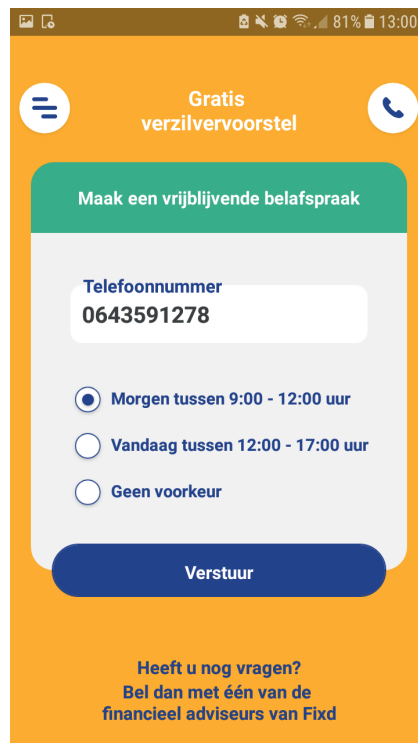 81% 13:00
Gratis
verzilvervoorstel
Maak een vrijblijvende belafspraak
Telefoonnummer
0643591278
Morgen tussen 9:00 - 12:00 uur
Vandaag tussen 12:00 - 17:00 uur
Geen voorkeur
Verstuur
Heeft u nog vragen?
Bel dan met één van de
financieel adviseurs van Fixd